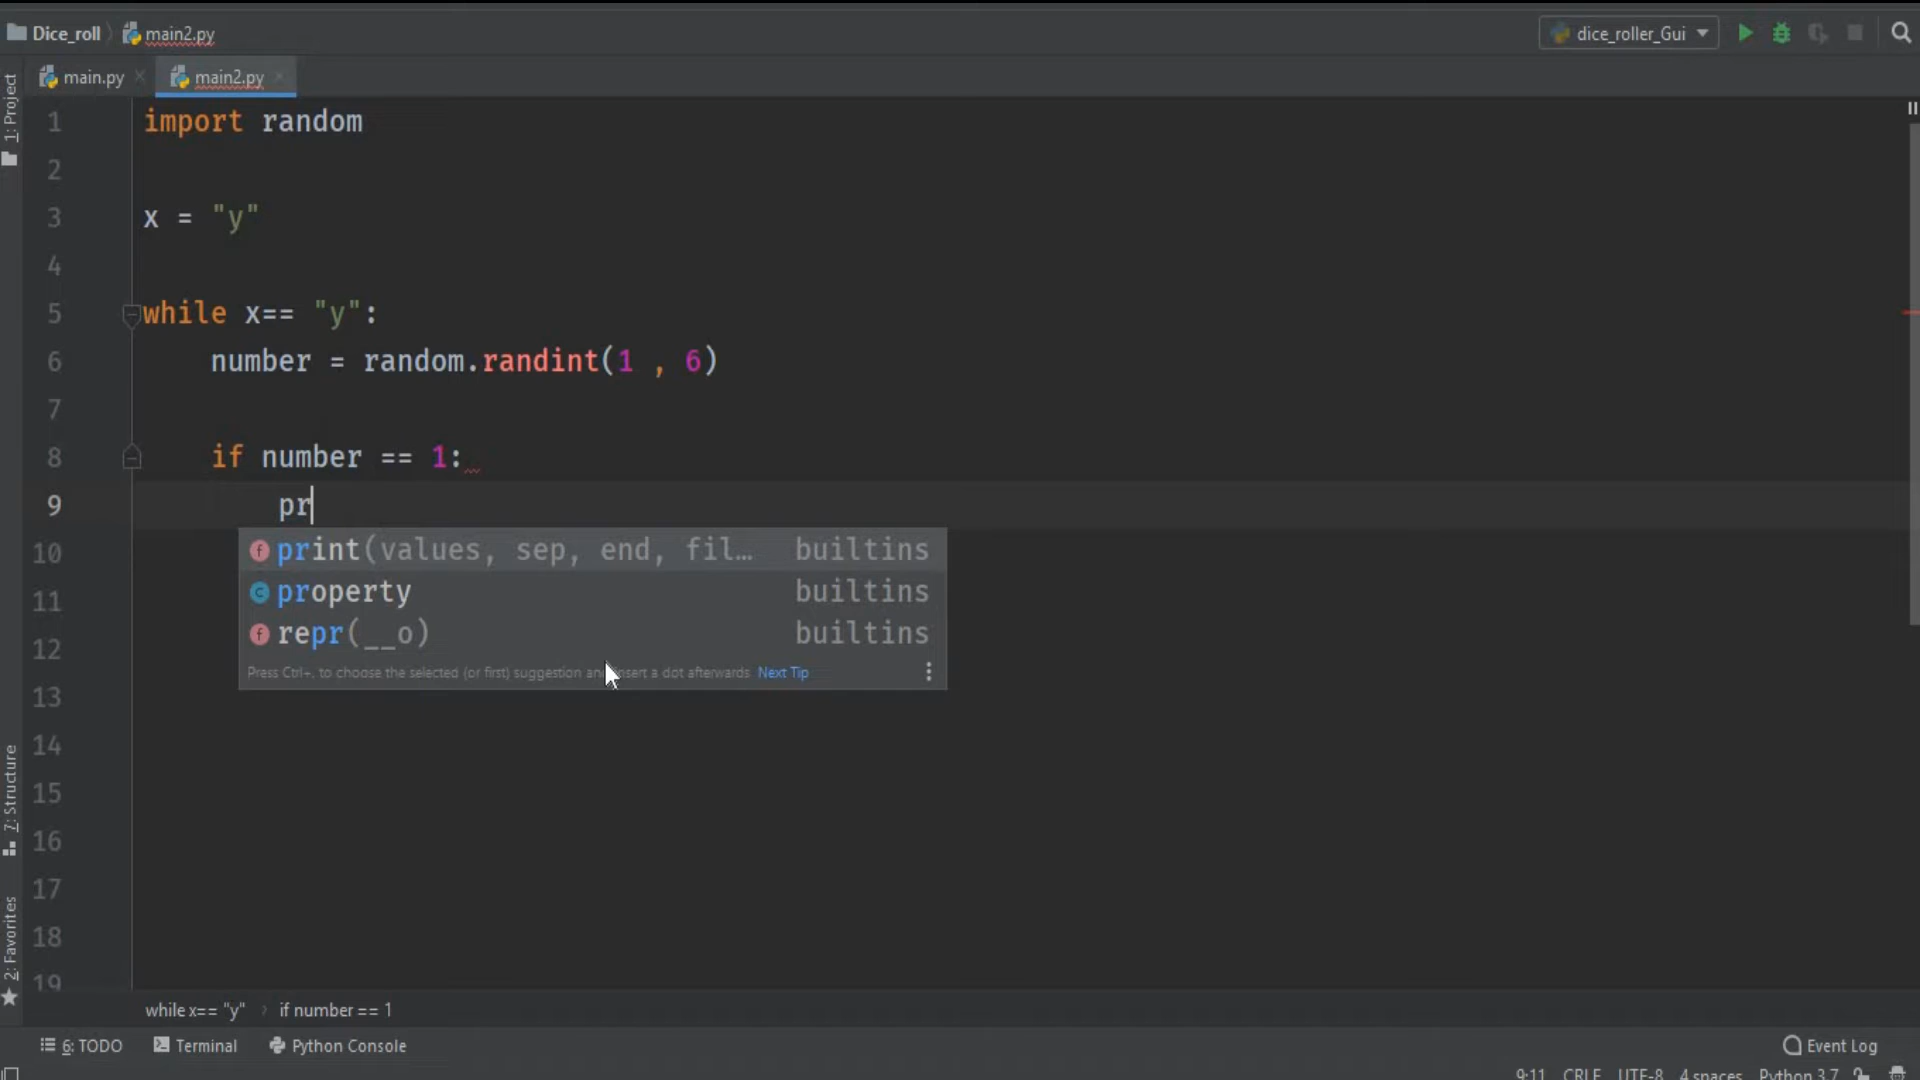 Dice_roll main2.py dice_roller_Gui
main.py main2.py
1: Project
1 import random
2
3 x = "y"
4
5 while x== "y":
6 number = random.randint(1 , 6)
7
8 if number == 1:
9 pr
10 print(values, sep, end, fil… builtins
11 property builtins
12 repr(__o) builtins
Press Ctrl+. to choose the selected (or first) suggestion and insert a dot afterwards Next Tip
13
14
15
16
17
18
19
7: Structure
2: Favorites
while x== "y" if number == 1
6: TODO Terminal Python Console Event Log
9:11 CRLF UTF-8 4 spaces Python 3.7